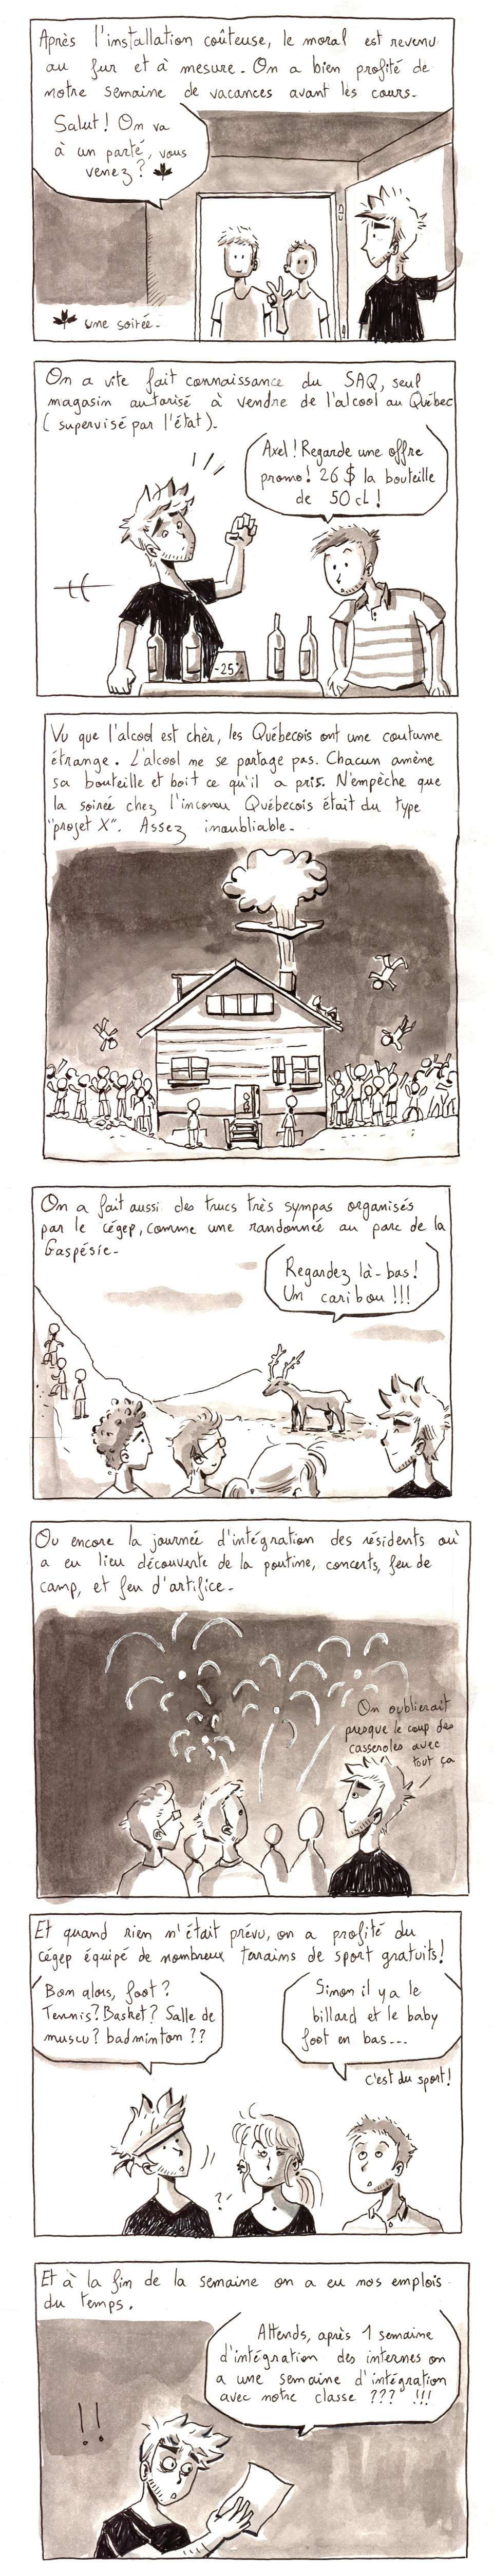 Après l'installation coûteuse, le moral est revenu
au fur et à mesure. On a bien profité de
notre semaine de vacances avant les cours.
Salut! On va
à un parté, vous
venez?
une soirée.
On a vite fait connaissance du SAQ, seul
magasin autorisé à vendre de l'alcool au Québec
(supervisé par l'état).
Axel! Regarde une offre
promo! 26 $ la bouteille
de 50 cL!
-25%
Vu que l'alcool est chèr, les Québecois ont une coutume
étrange. L'alcool ne se partage pas. Chacun amène
sa bouteille et boit ce qu'il a pris. N'empêche que
la soirée chez l'inconnu Québecois était du type
"projet X". Assez inoubliable.
On a fait aussi des trucs très sympas organisés
par le cégep, comme une randonnée au parc de la
Gaspésie.
Regardez là-bas!
Un caribou!!!
Ou encore la journée d'intégration des résidents où
a eu lieu découverte de la poutine, concerts, feu de
camp, et feu d'artifice.
On oublierait
presque le coup des
casseroles avec
tout ça
Et quand rien n'était prévu, on a profité du
cégep équipé de nombreux terrains de sport gratuits!
Bon alors, foot?
Tennis? Basket? Salle de
muscu? badminton??
Sinon il y a le
billard et le baby
foot en bas...
c'est du sport!
?
Et à la fin de la semaine on a eu nos emplois
du temps.
Attends, après 1 semaine
d'intégration des internes on
a une semaine d'intégration
avec notre classe ??? !!!
!!